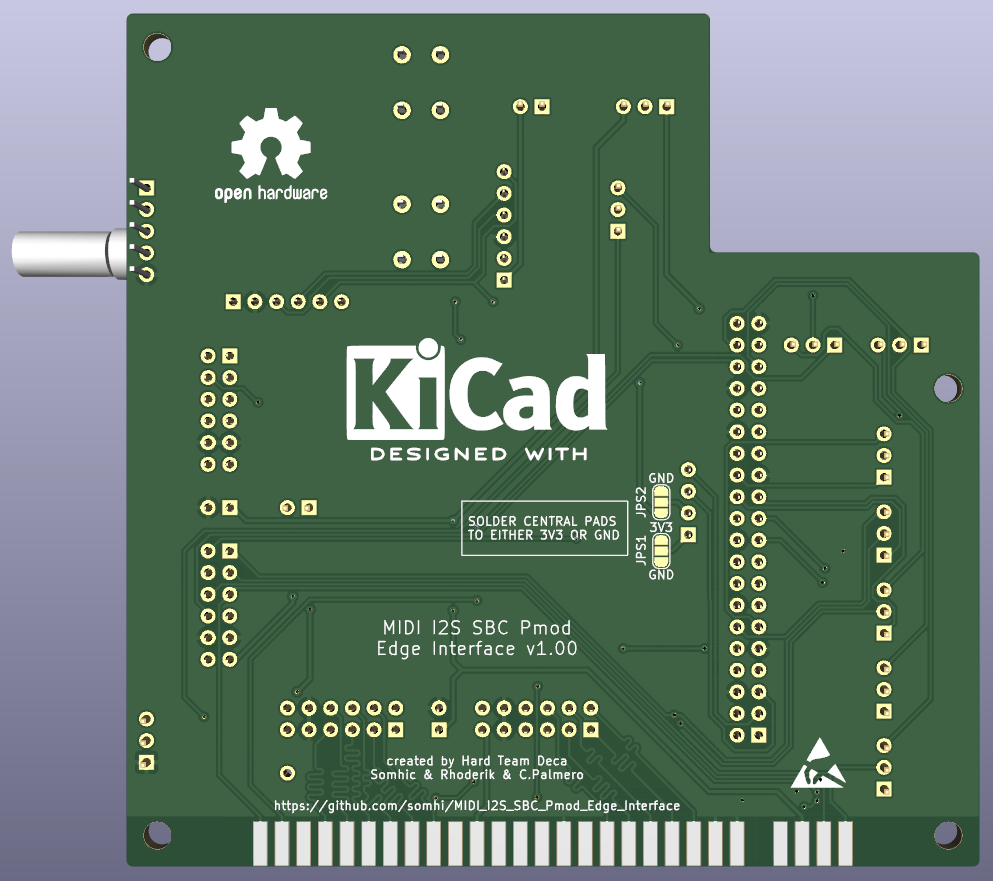 open hardware
KiCad
DESIGNED WITH
GND
JPS2
SOLDER CENTRAL PADS
TO EITHER 3V3 OR GND
3V3
JPS1
GND
MIDI I2S SBC Pmod
Edge Interface v1.00
created by Hard Team Deca
Somhic & Rhoderik & C.Palmero
https://github.com/somhi/MIDI_I2S_SBC_Pmod_Edge_Interface